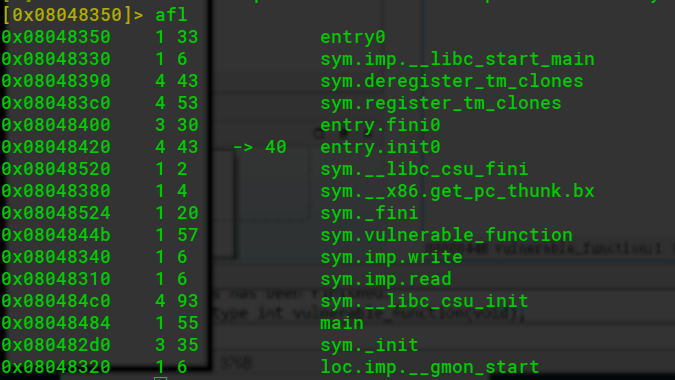 [0x08048350]> afl
0x08048350 1 33 entry0
0x08048330 1 6 sym.imp.__libc_start_main
0x08048390 4 43 sym.deregister_tm_clones
0x080483c0 4 53 sym.register_tm_clones
0x08048400 3 30 entry.fini0
0x08048420 4 43 -> 40 entry.init0
0x08048520 1 2 sym.__libc_csu_fini
0x08048380 1 4 sym.__x86.get_pc_thunk.bx
0x08048524 1 20 sym._fini
0x0804844b 1 57 sym.vulnerable_function
0x08048340 1 6 sym.imp.write
0x08048310 1 6 sym.imp.read
0x080484c0 4 93 sym.__libc_csu_init
0x08048484 1 55 main
0x080482d0 3 35 sym._init
0x08048320 1 6 loc.imp.__gmon_start